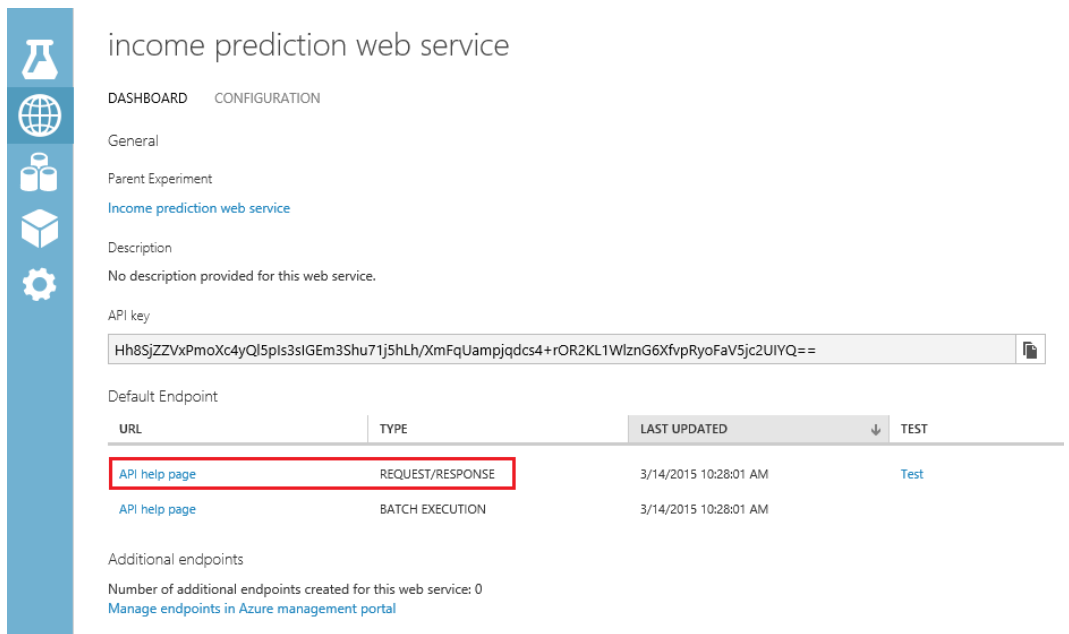 income prediction web service
DASHBOARD CONFIGURATION
General
Parent Experiment
Income prediction web service
Description
No description provided for this web service.
API key
Hh8SjZZVxPmoXc4yQl5pIs3sIGEm3Shu71j5hLh/XmFqUampjqdcs4+rOR2KL1WlznG6XfvpRyoFaV5jc2UIYQ==
Default Endpoint
URL TYPE LAST UPDATED TEST
API help page REQUEST/RESPONSE 3/14/2015 10:28:01 AM Test
API help page BATCH EXECUTION 3/14/2015 10:28:01 AM
Additional endpoints
Number of additional endpoints created for this web service: 0
Manage endpoints in Azure management portal